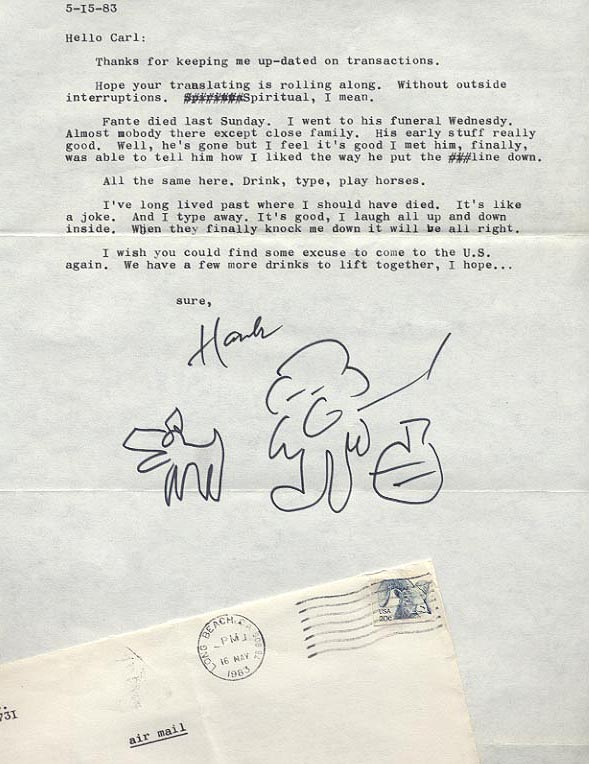 5-15-83
Hello Carl:
Thanks for keeping me up-dated on transactions.
Hope your translating is rolling along. Without outside
interruptions. ########Spiritual, I mean.
Fante died last Sunday. I went to his funeral Wednesday.
Almost mobody there except close family. His early stuff really
good. Well, he's gone but I feel it's good I met him, finally,
was able to tell him how I liked the way he put the ###line down.
All the same here. Drink, type, play horses.
I've long lived past where I should have died. It's like
a joke. And I type away. It's good, I laugh all up and down
inside. When they finally knock me down it will be all right.
I wish you could find some excuse to come to the U.S.
again. We have a few more drinks to lift together, I hope...
sure,
Hank
USA
20c
LONG BEACH, CA
PM
16 MAY
1983
731
air mail